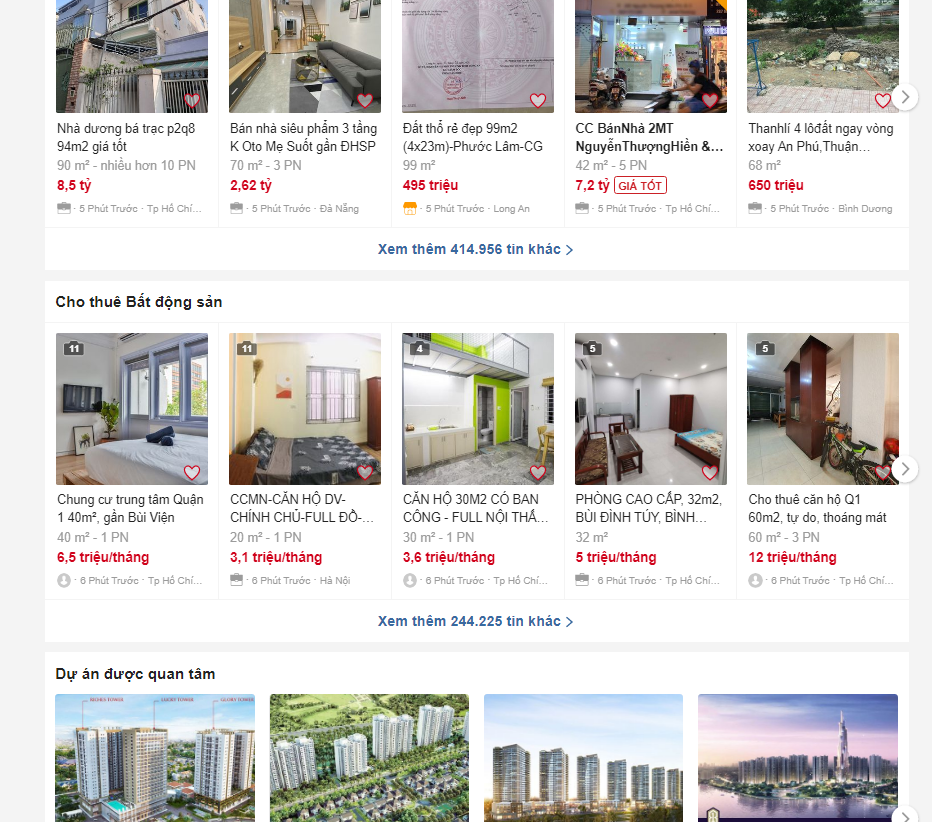 Nhà dương bá trạc p2q8
94m2 giá tốt
90 m² - nhiều hơn 10 PN
8,5 tỷ
· 5 Phút Trước · Tp Hồ Chí...
Bán nhà siêu phẩm 3 tầng
K Oto Mẹ Suốt gần ĐHSP
70 m² - 3 PN
2,62 tỷ
· 5 Phút Trước · Đà Nẵng
Đất thổ rẻ đẹp 99m2
(4x23m)-Phước Lâm-CG
99 m²
495 triệu
· 5 Phút Trước · Long An
CC BánNhà 2MT
NguyễnThượngHiền &...
42 m² - 5 PN
7,2 tỷ GIÁ TỐT
· 5 Phút Trước · Tp Hồ Chí...
Thanhlí 4 lôđất ngay vòng
xoay An Phú,Thuận...
68 m²
650 triệu
· 5 Phút Trước · Bình Dương
Xem thêm 414.956 tin khác
Cho thuê Bất động sản
11
Chung cư trung tâm Quận
1 40m², gần Bùi Viện
40 m² - 1 PN
6,5 triệu/tháng
· 6 Phút Trước · Tp Hồ Chí...
11
CCMN-CĂN HỘ DV-
CHÍNH CHỦ-FULL ĐỒ-...
20 m² - 1 PN
3,1 triệu/tháng
· 6 Phút Trước · Hà Nội
4
CĂN HỘ 30M2 CÓ BAN
CÔNG - FULL NỘI THẤ...
30 m² - 1 PN
3,6 triệu/tháng
· 6 Phút Trước · Tp Hồ Chí...
5
PHÒNG CAO CẤP, 32m2,
BÙI ĐÌNH TÚY, BÌNH...
32 m²
5 triệu/tháng
· 6 Phút Trước · Tp Hồ Chí...
5
Cho thuê căn hộ Q1
60m2, tự do, thoáng mát
60 m² - 3 PN
12 triệu/tháng
· 6 Phút Trước · Tp Hồ Chí...
Xem thêm 244.225 tin khác
Dự án được quan tâm
LUCKY TOWER
GLORY TOWER